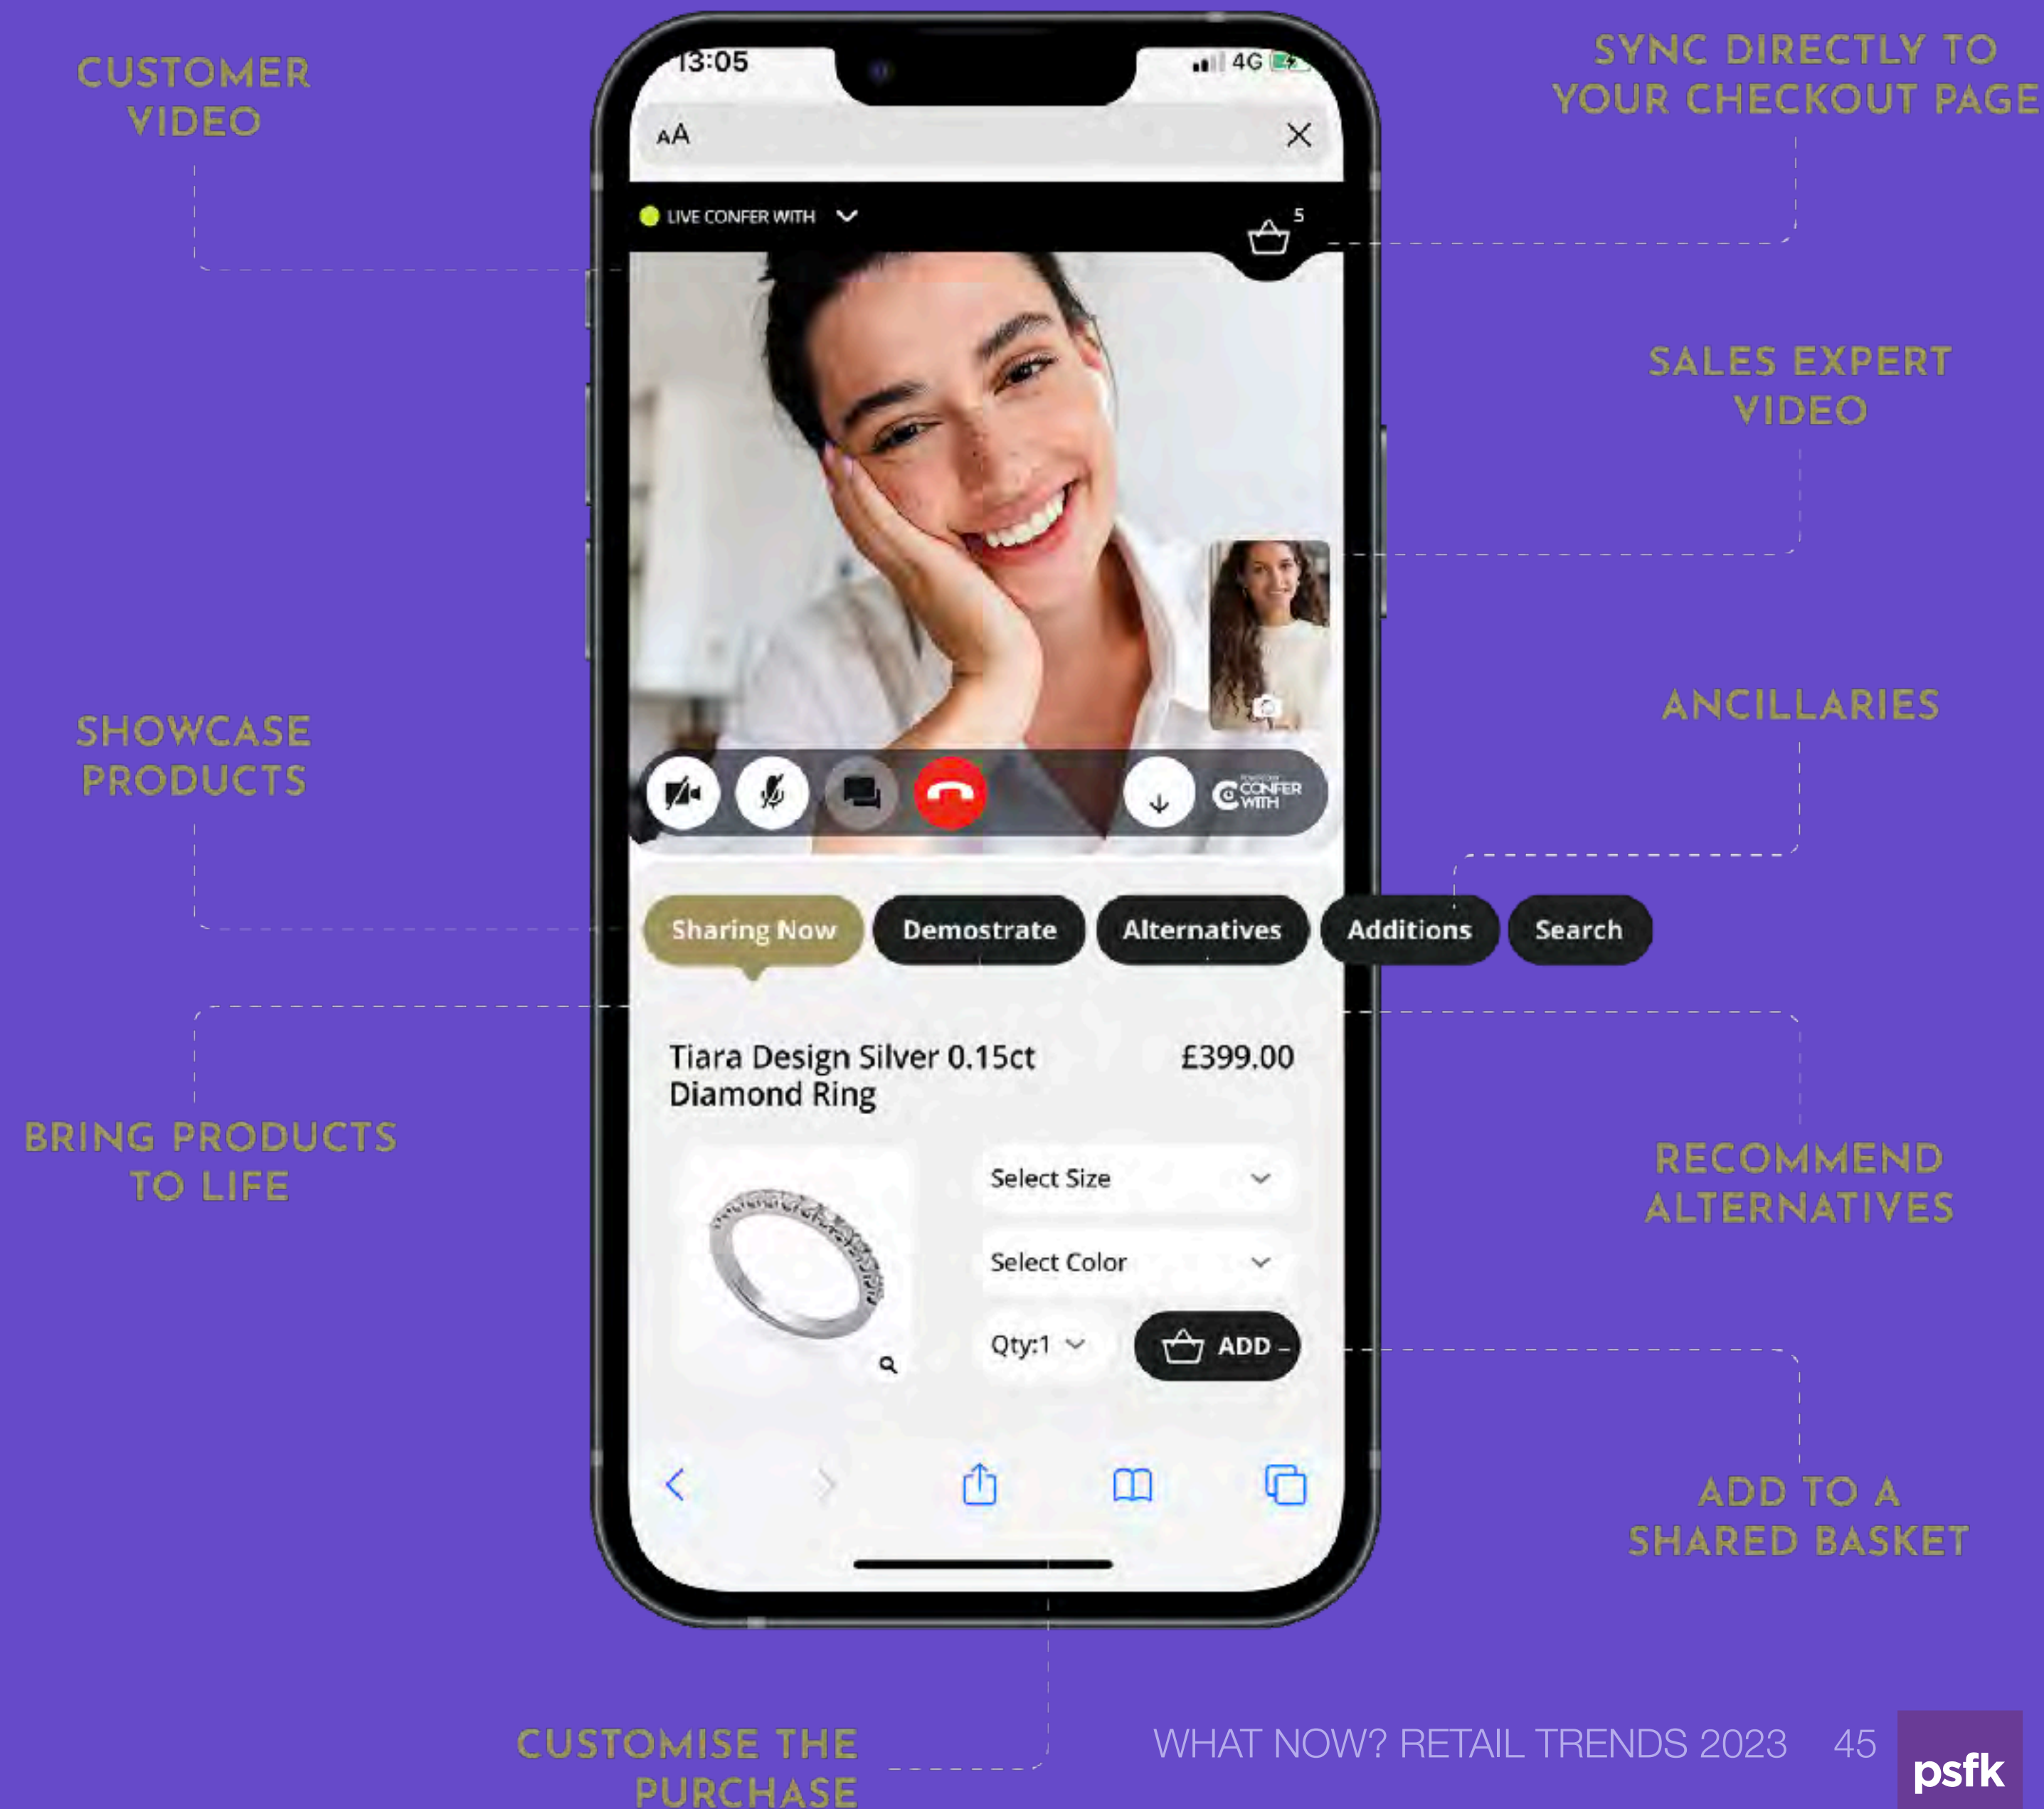 CUSTOMER
VIDEO
SYNC DIRECTLY TO
YOUR CHECKOUT PAGE
13:05
4G
AA
LIVE CONFER WITH
5
SALES EXPERT
VIDEO
SHOWCASE
PRODUCTS
ANCILLARIES
CONFER
WITH
Sharing Now
Demostrate
Alternatives
Additions
Search
Tiara Design Silver 0.15ct
Diamond Ring
£399.00
BRING PRODUCTS
TO LIFE
RECOMMEND
ALTERNATIVES
Select Size
Select Color
Qty:1
ADD
ADD TO A
SHARED BASKET
CUSTOMISE THE
PURCHASE
WHAT NOW? RETAIL TRENDS 2023 45
psfk